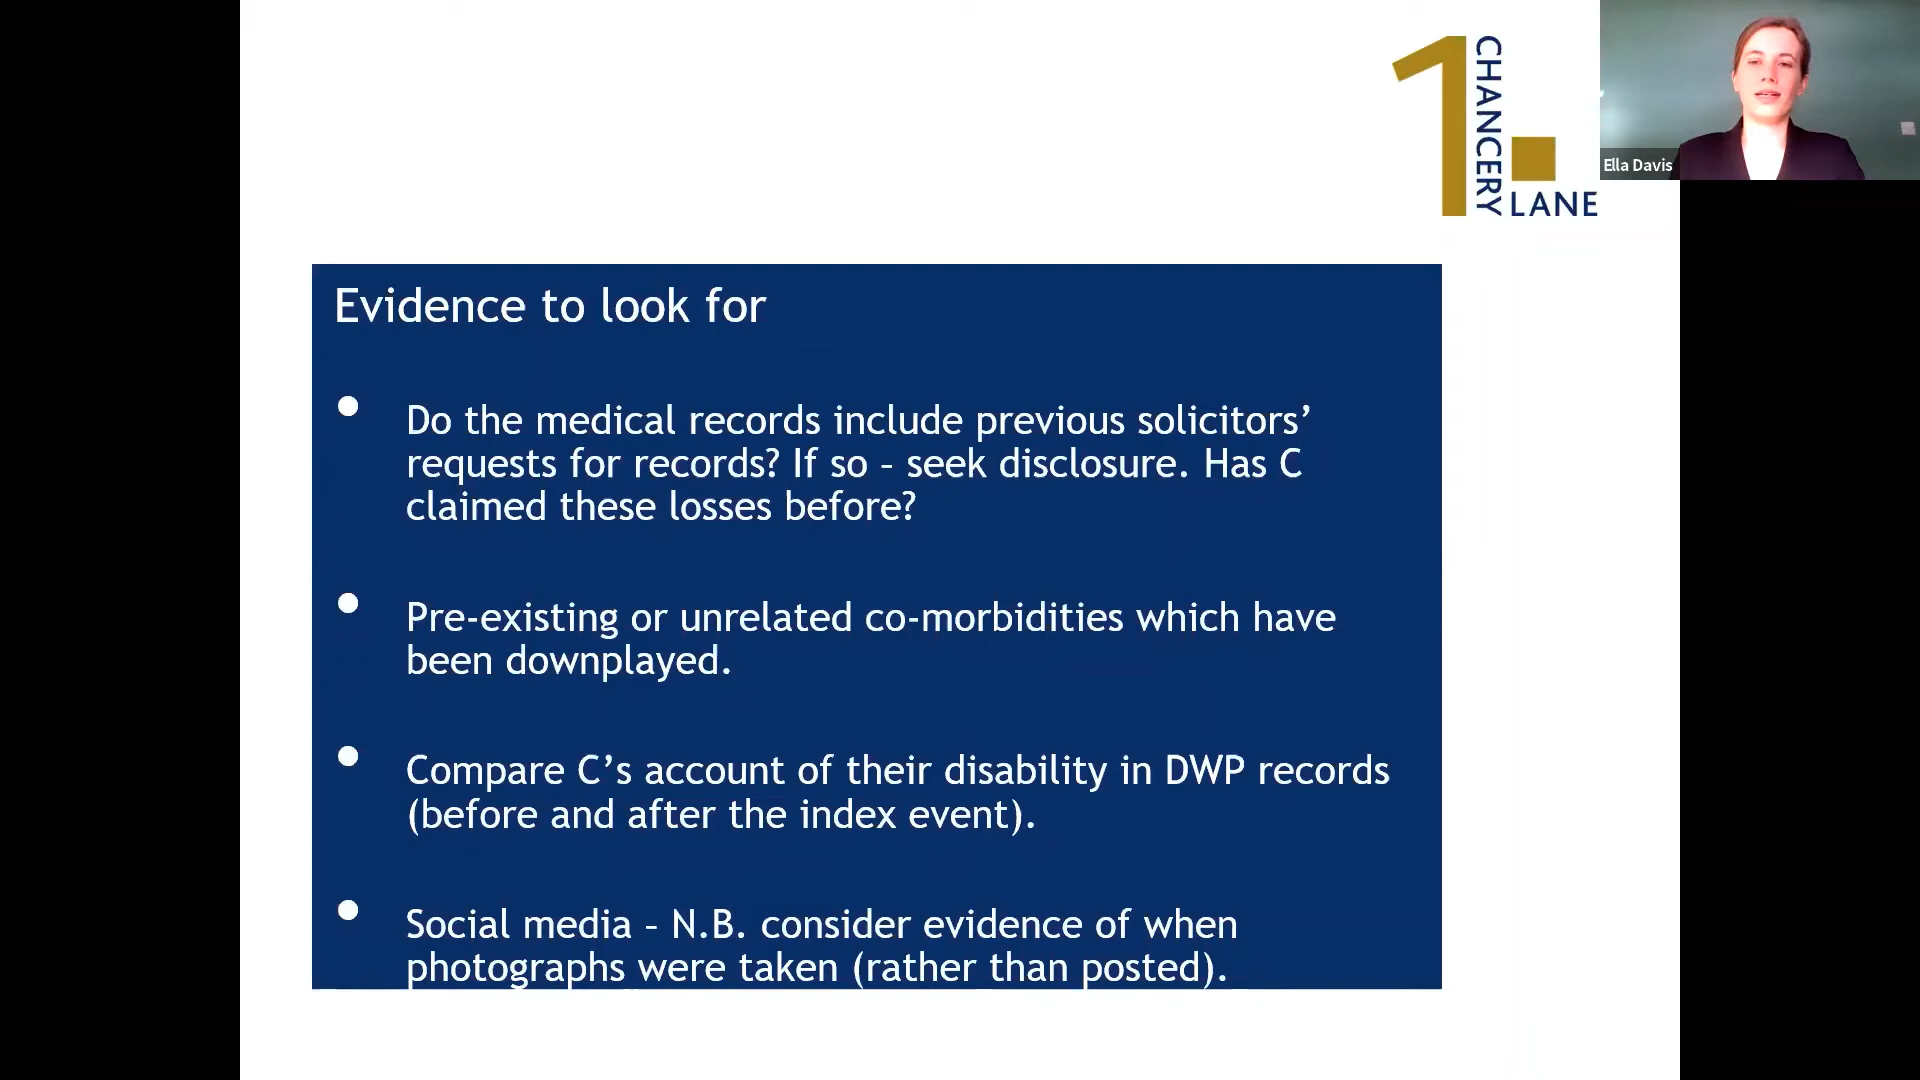 1
CHANCERY
LANE
Ella Davis
Evidence to look for
• Do the medical records include previous solicitors’
requests for records? If so – seek disclosure. Has C
claimed these losses before?
• Pre-existing or unrelated co-morbidities which have
been downplayed.
• Compare C’s account of their disability in DWP records
(before and after the index event).
• Social media – N.B. consider evidence of when
photographs were taken (rather than posted).